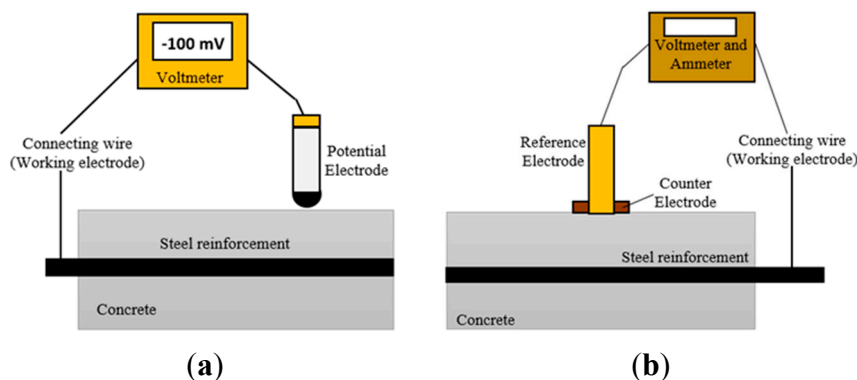 -100 mV
Voltmeter
Connecting wire
(Working electrode)
Potential
Electrode
Steel reinforcement
Concrete
(a)
Voltmeter and
Ammeter
Reference
Electrode
Connecting wire
(Working electrode)
Counter
Electrode
Steel reinforcement
Concrete
(b)